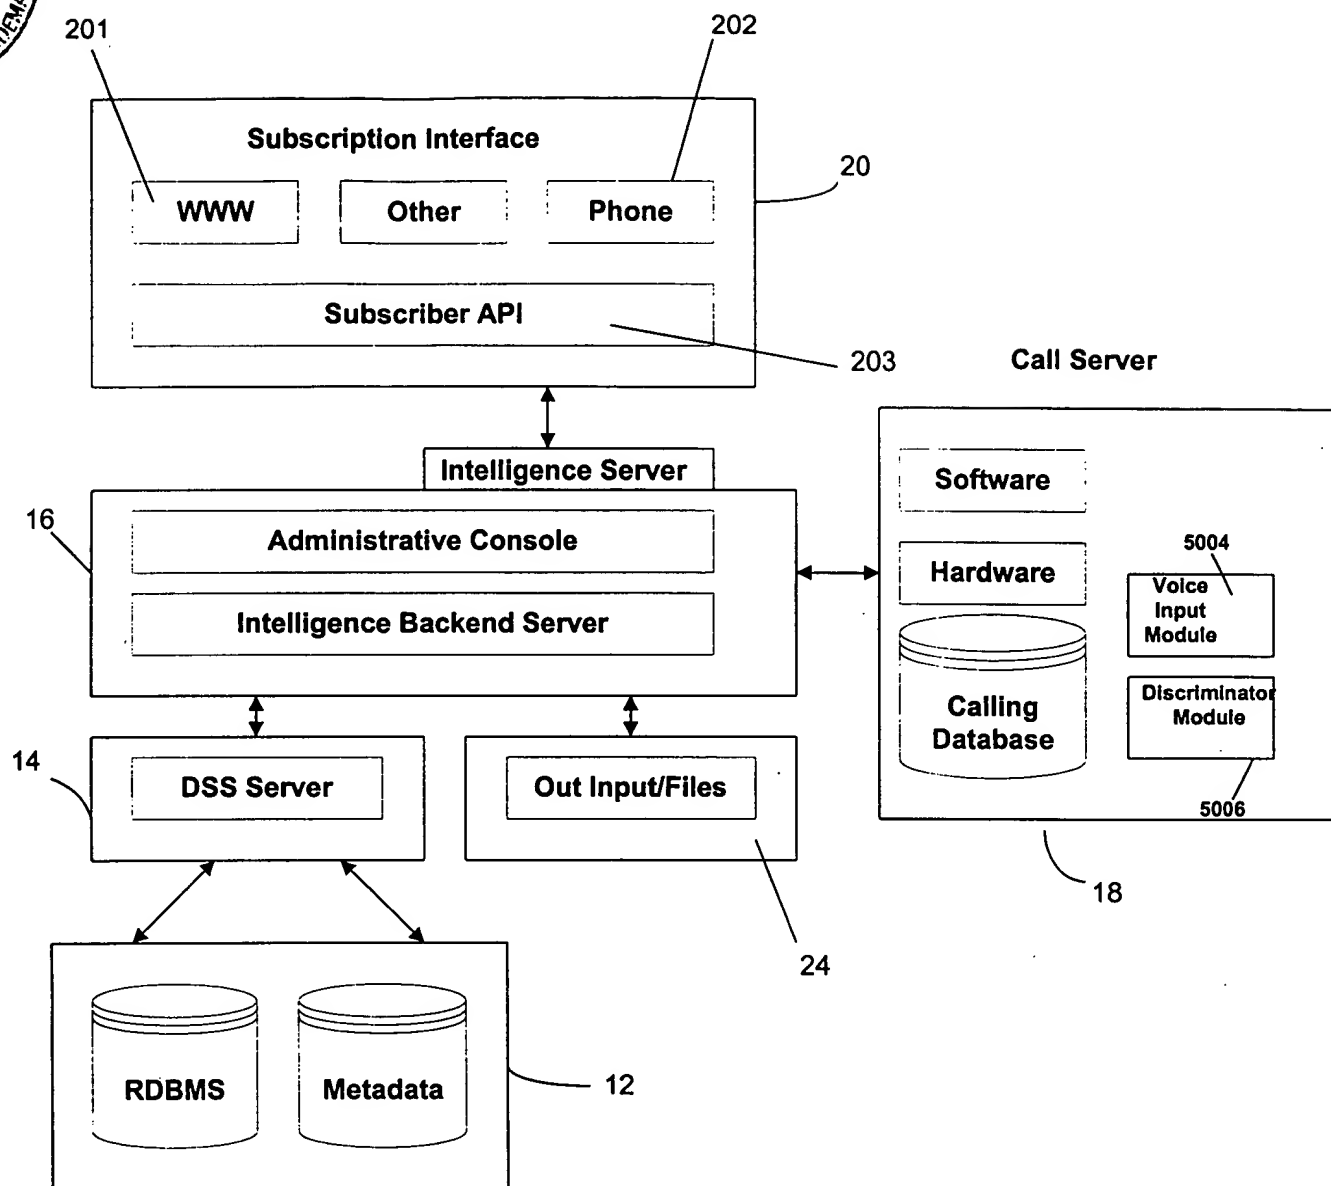 201
202
Subscription Interface
20
WWW
Other
Phone
Subscriber API
203
Call Server
Intelligence Server
Software
16
Administrative Console
5004
Hardware
Voice
Input
Module
Intelligence Backend Server
Discriminator
Module
Calling
Database
14
DSS Server
Out Input/Files
5006
18
24
RDBMS
Metadata
12